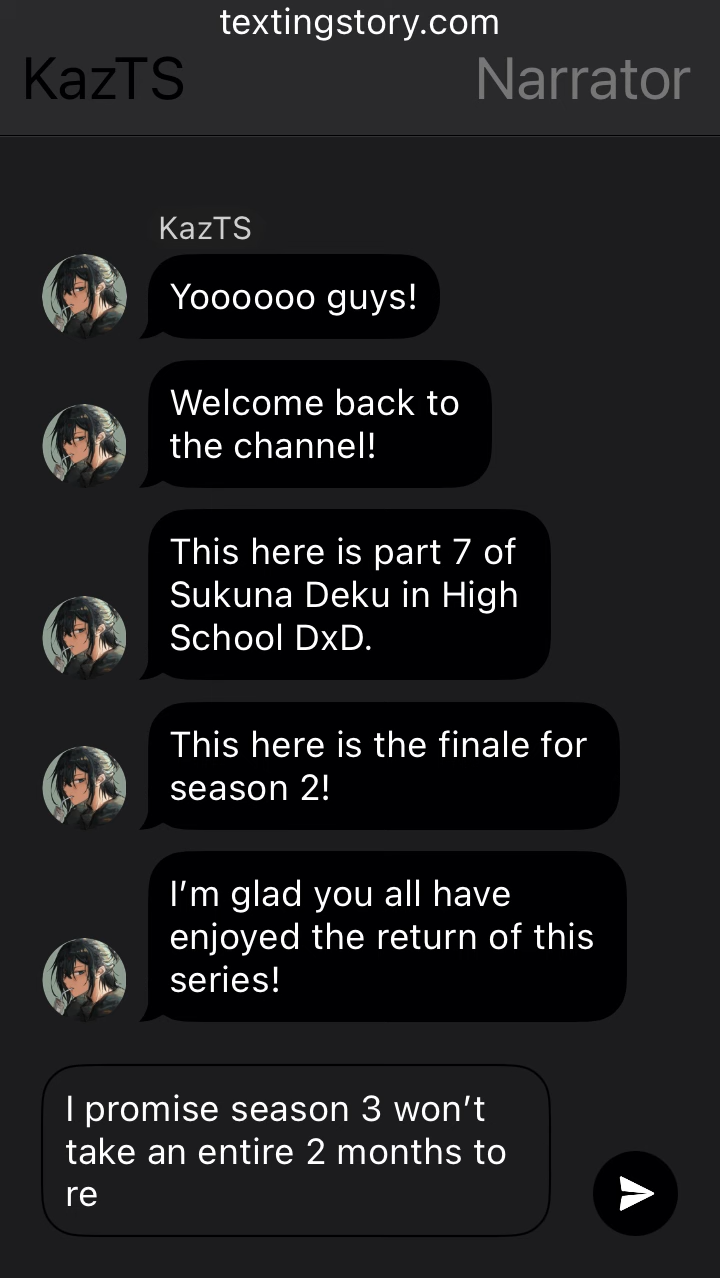 textingstory.com
KazTS Narrator
KazTS
Yoooooo guys!
Welcome back to
the channel!
This here is part 7 of
Sukuna Deku in High
School DxD.
This here is the finale for
season 2!
I’m glad you all have
enjoyed the return of this
series!
I promise season 3 won’t
take an entire 2 months to
re